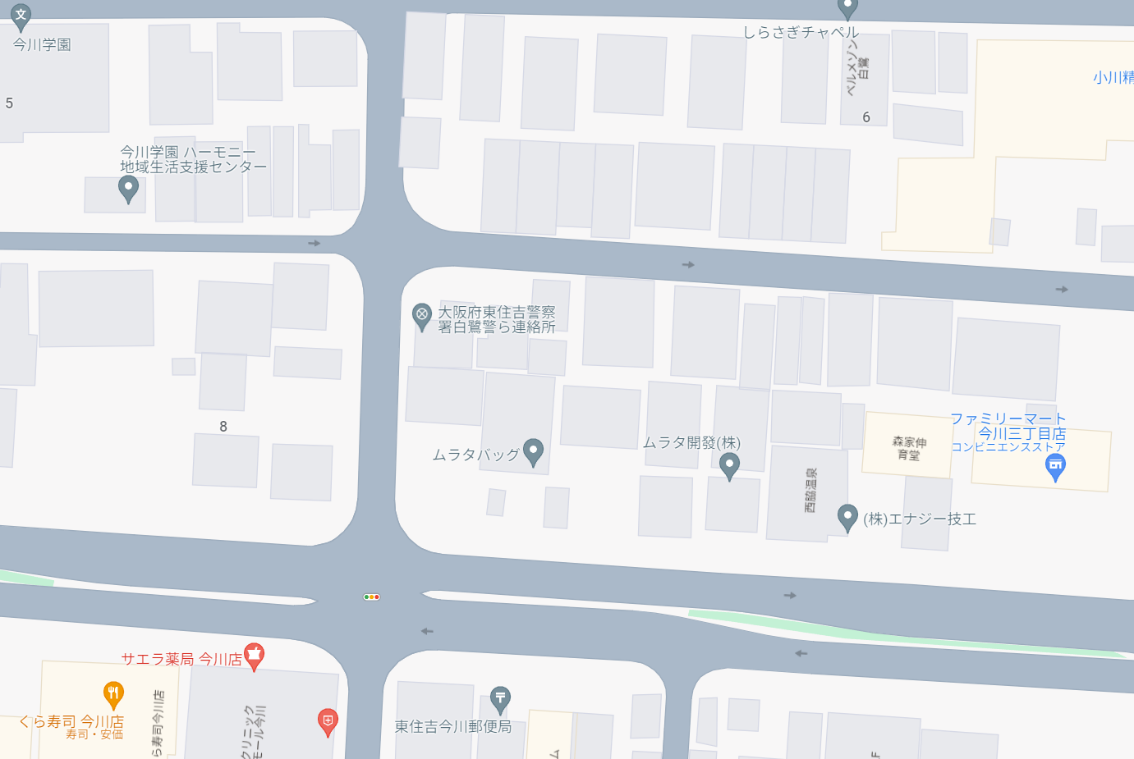 今川学園
しらさぎチャペル
ベルメゾン
白鷺
小川精
5
6
今川学園 ハーモニー
地域生活支援センター
大阪府東住吉警察
署白鷺警ら連絡所
8
ファミリーマート
今川三丁目店
コンビニエンスストア
森家伸
育堂
ムラタ開發(株)
ムラタバッグ
西脇温泉
(株)エナジー技工
サエラ薬局 今川店
くら寿司 今川店
寿司・安価
ら寿司今川店
クリニック
モール今川
東住吉今川郵便局
ム
F